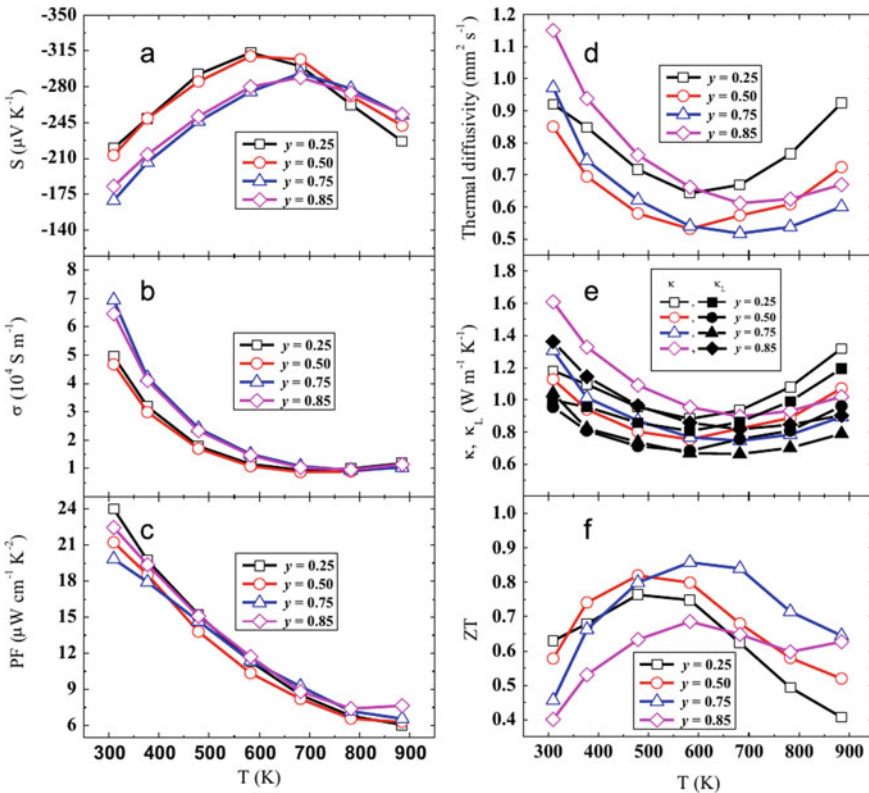 a
S (µV K⁻¹)
-350
-315
-280
-245
-210
-175
-140
y = 0.25
y = 0.50
y = 0.75
y = 0.85
b
σ (10⁴ S m⁻¹)
8
7
6
5
4
3
2
1
y = 0.25
y = 0.50
y = 0.75
y = 0.85
c
PF (µW cm⁻¹ K⁻²)
24
21
18
15
12
9
6
y = 0.25
y = 0.50
y = 0.75
y = 0.85
300 400 500 600 700 800 900
T (K)
d
Thermal diffusivity (mm² s⁻¹)
1.2
1.1
1.0
0.9
0.8
0.7
0.6
0.5
y = 0.25
y = 0.50
y = 0.75
y = 0.85
e
κ, κ_L (W m⁻¹ K⁻¹)
1.8
1.6
1.4
1.2
1.0
0.8
0.6
κ κ_L
, y = 0.25
, y = 0.50
, y = 0.75
, y = 0.85
f
ZT
1.0
0.9
0.8
0.7
0.6
0.5
0.4
y = 0.25
y = 0.50
y = 0.75
y = 0.85
300 400 500 600 700 800 900
T (K)